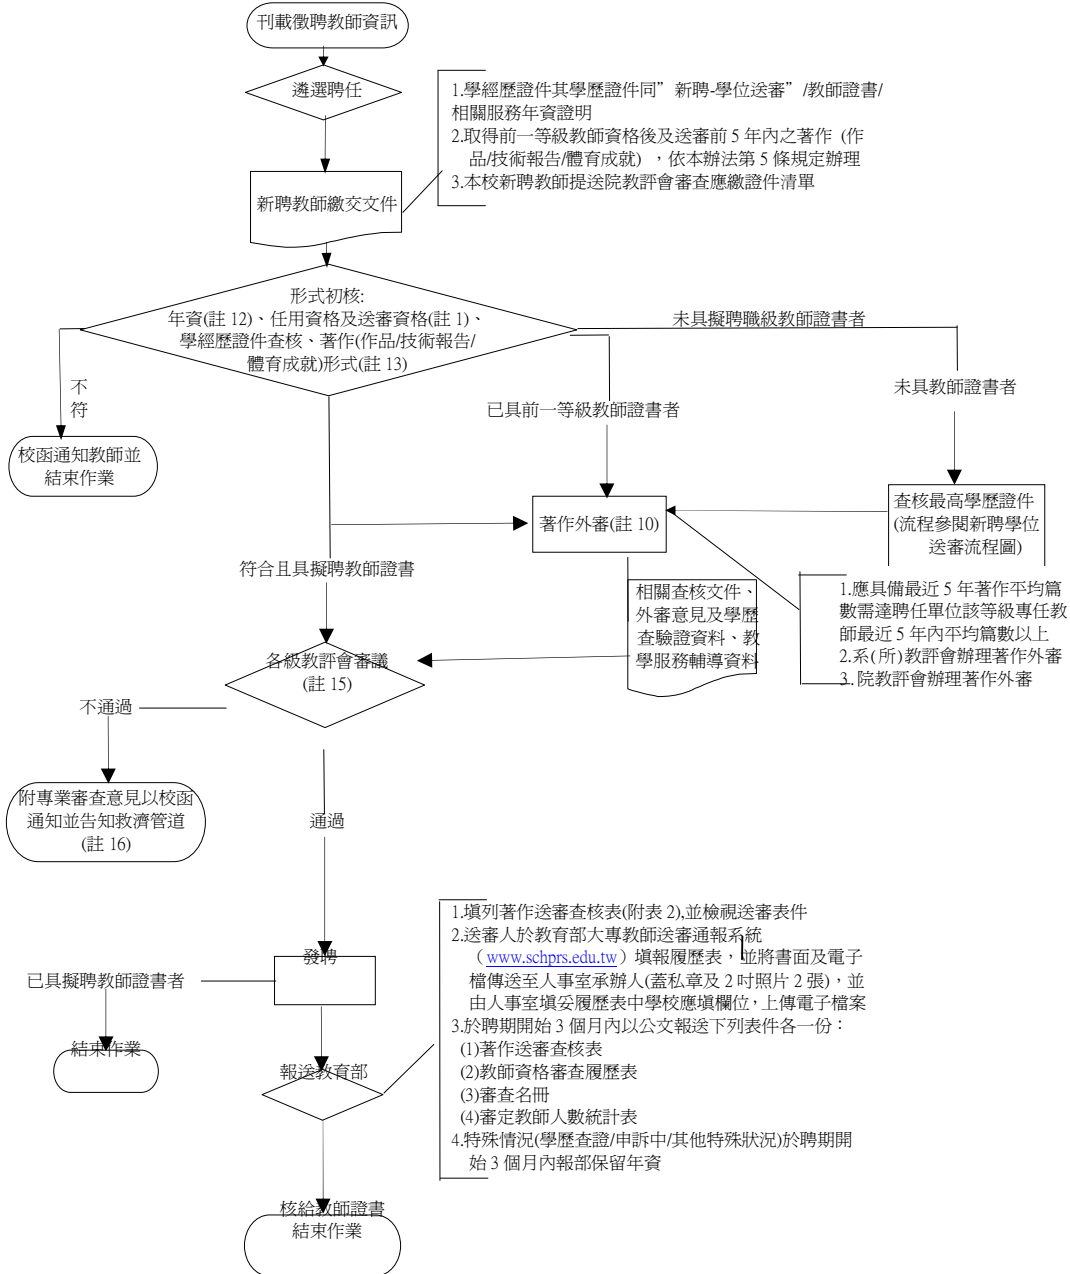 刊載徵聘教師資訊
遴選聘任
1.學經歷證件其學歷證件同”新聘-學位送審”/教師證書/
相關服務年資證明
2.取得前一等級教師資格後及送審前 5 年內之著作 (作
品/技術報告/體育成就) ，依本辦法第 5 條規定辦理
3.本校新聘教師提送院教評會審查應繳證件清單
新聘教師繳交文件
形式初核:
年資(註 12)、任用資格及送審資格(註 1)、
學經歷證件查核、著作(作品/技術報告/
體育成就)形式(註 13)
未具擬聘職級教師證書者
不
符
已具前一等級教師證書者
未具教師證書者
校函通知教師並
結束作業
著作外審(註 10)
查核最高學歷證件
(流程參閱新聘學位
送審流程圖)
符合且具擬聘教師證書
相關查核文件、
外審意見及學歷
查驗證資料、教
學服務輔導資料
1.應具備最近 5 年著作平均篇
數需達聘任單位該等級專任教
師最近 5 年內平均篇數以上
2.系(所)教評會辦理著作外審
3. 院教評會辦理著作外審
各級教評會審議
(註 15)
不通過
附專業審查意見以校函
通知並告知救濟管道
(註 16)
通過
發聘
已具擬聘教師證書者
結束作業
報送教育部
1.填列著作送審查核表(附表 2),並檢視送審表件
2.送審人於教育部大專教師送審通報系統
（www.schprs.edu.tw）填報履歷表，並將書面及電子
檔傳送至人事室承辦人(蓋私章及 2 吋照片 2 張)，並
由人事室填妥履歷表中學校應填欄位，上傳電子檔案
3.於聘期開始 3 個月內以公文報送下列表件各一份：
(1)著作送審查核表
(2)教師資格審查履歷表
(3)審查名冊
(4)審定教師人數統計表
4.特殊情況(學歷查證/申訴中/其他特殊狀況)於聘期開
始 3 個月內報部保留年資
核給教師證書
結束作業